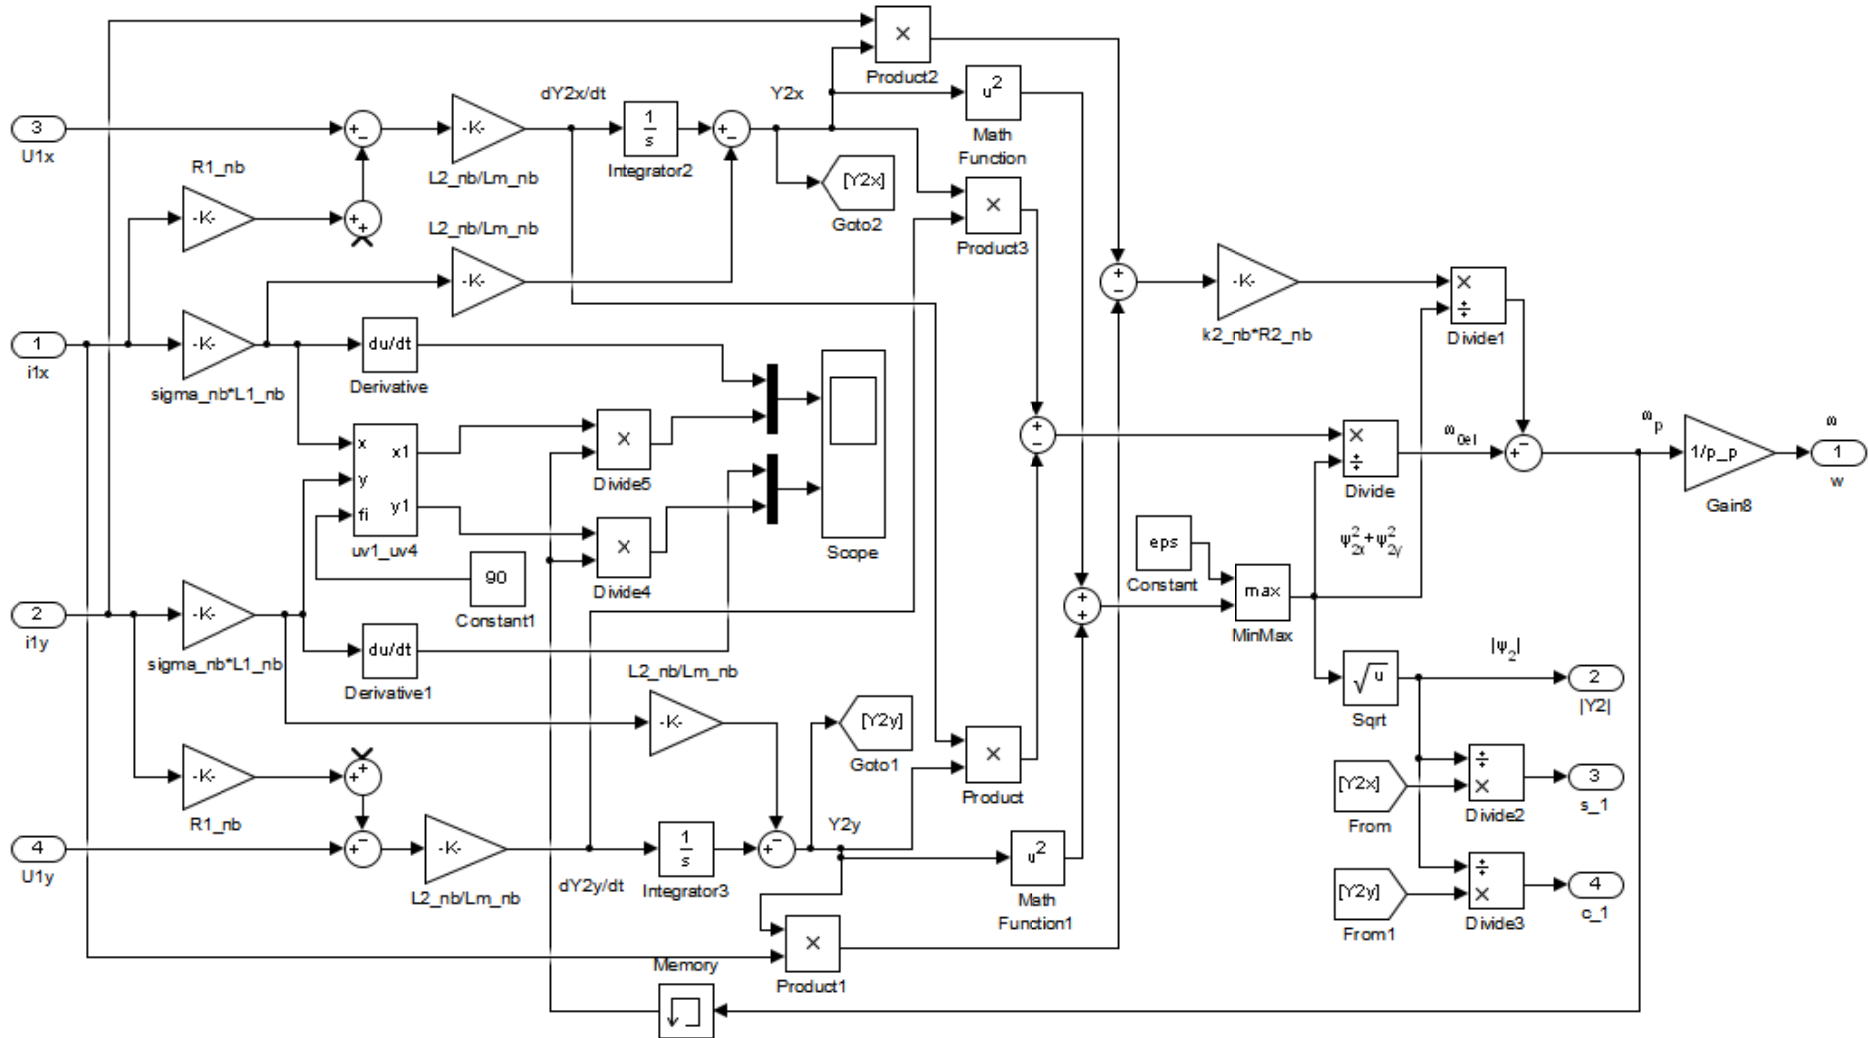 ×
Product2
dY2x/dt
Y2x
u²
Math
Function
3
U1x
+
−
-K-
L2_nb/Lm_nb
1
s
Integrator2
+
−
[Y2x]
Goto2
×
Product3
R1_nb
-K-
+
+
L2_nb/Lm_nb
-K-
+
−
-K-
k2_nb*R2_nb
×
÷
Divide1
1
i1x
-K-
sigma_nb*L1_nb
du/dt
Derivative
Scope
x
y
fi
x1
y1
uv1_uv4
×
Divide5
×
Divide4
90
Constant1
+
−
×
÷
Divide
ω0el
+
−
ωp
1/p_p
Gain8
ω
1
w
ψ²2x+ψ²2y
eps
Constant
max
MinMax
+
+
2
i1y
-K-
sigma_nb*L1_nb
du/dt
Derivative1
L2_nb/Lm_nb
-K-
√u
Sqrt
|ψ2|
2
|Y2|
[Y2y]
Goto1
×
Product
-K-
R1_nb
+
+
[Y2x]
From
÷
×
Divide2
3
s_1
4
U1y
+
−
-K-
L2_nb/Lm_nb
dY2y/dt
1
s
Integrator3
+
−
Y2y
u²
Math
Function1
[Y2y]
From1
÷
×
Divide3
4
c_1
×
Product1
Memory